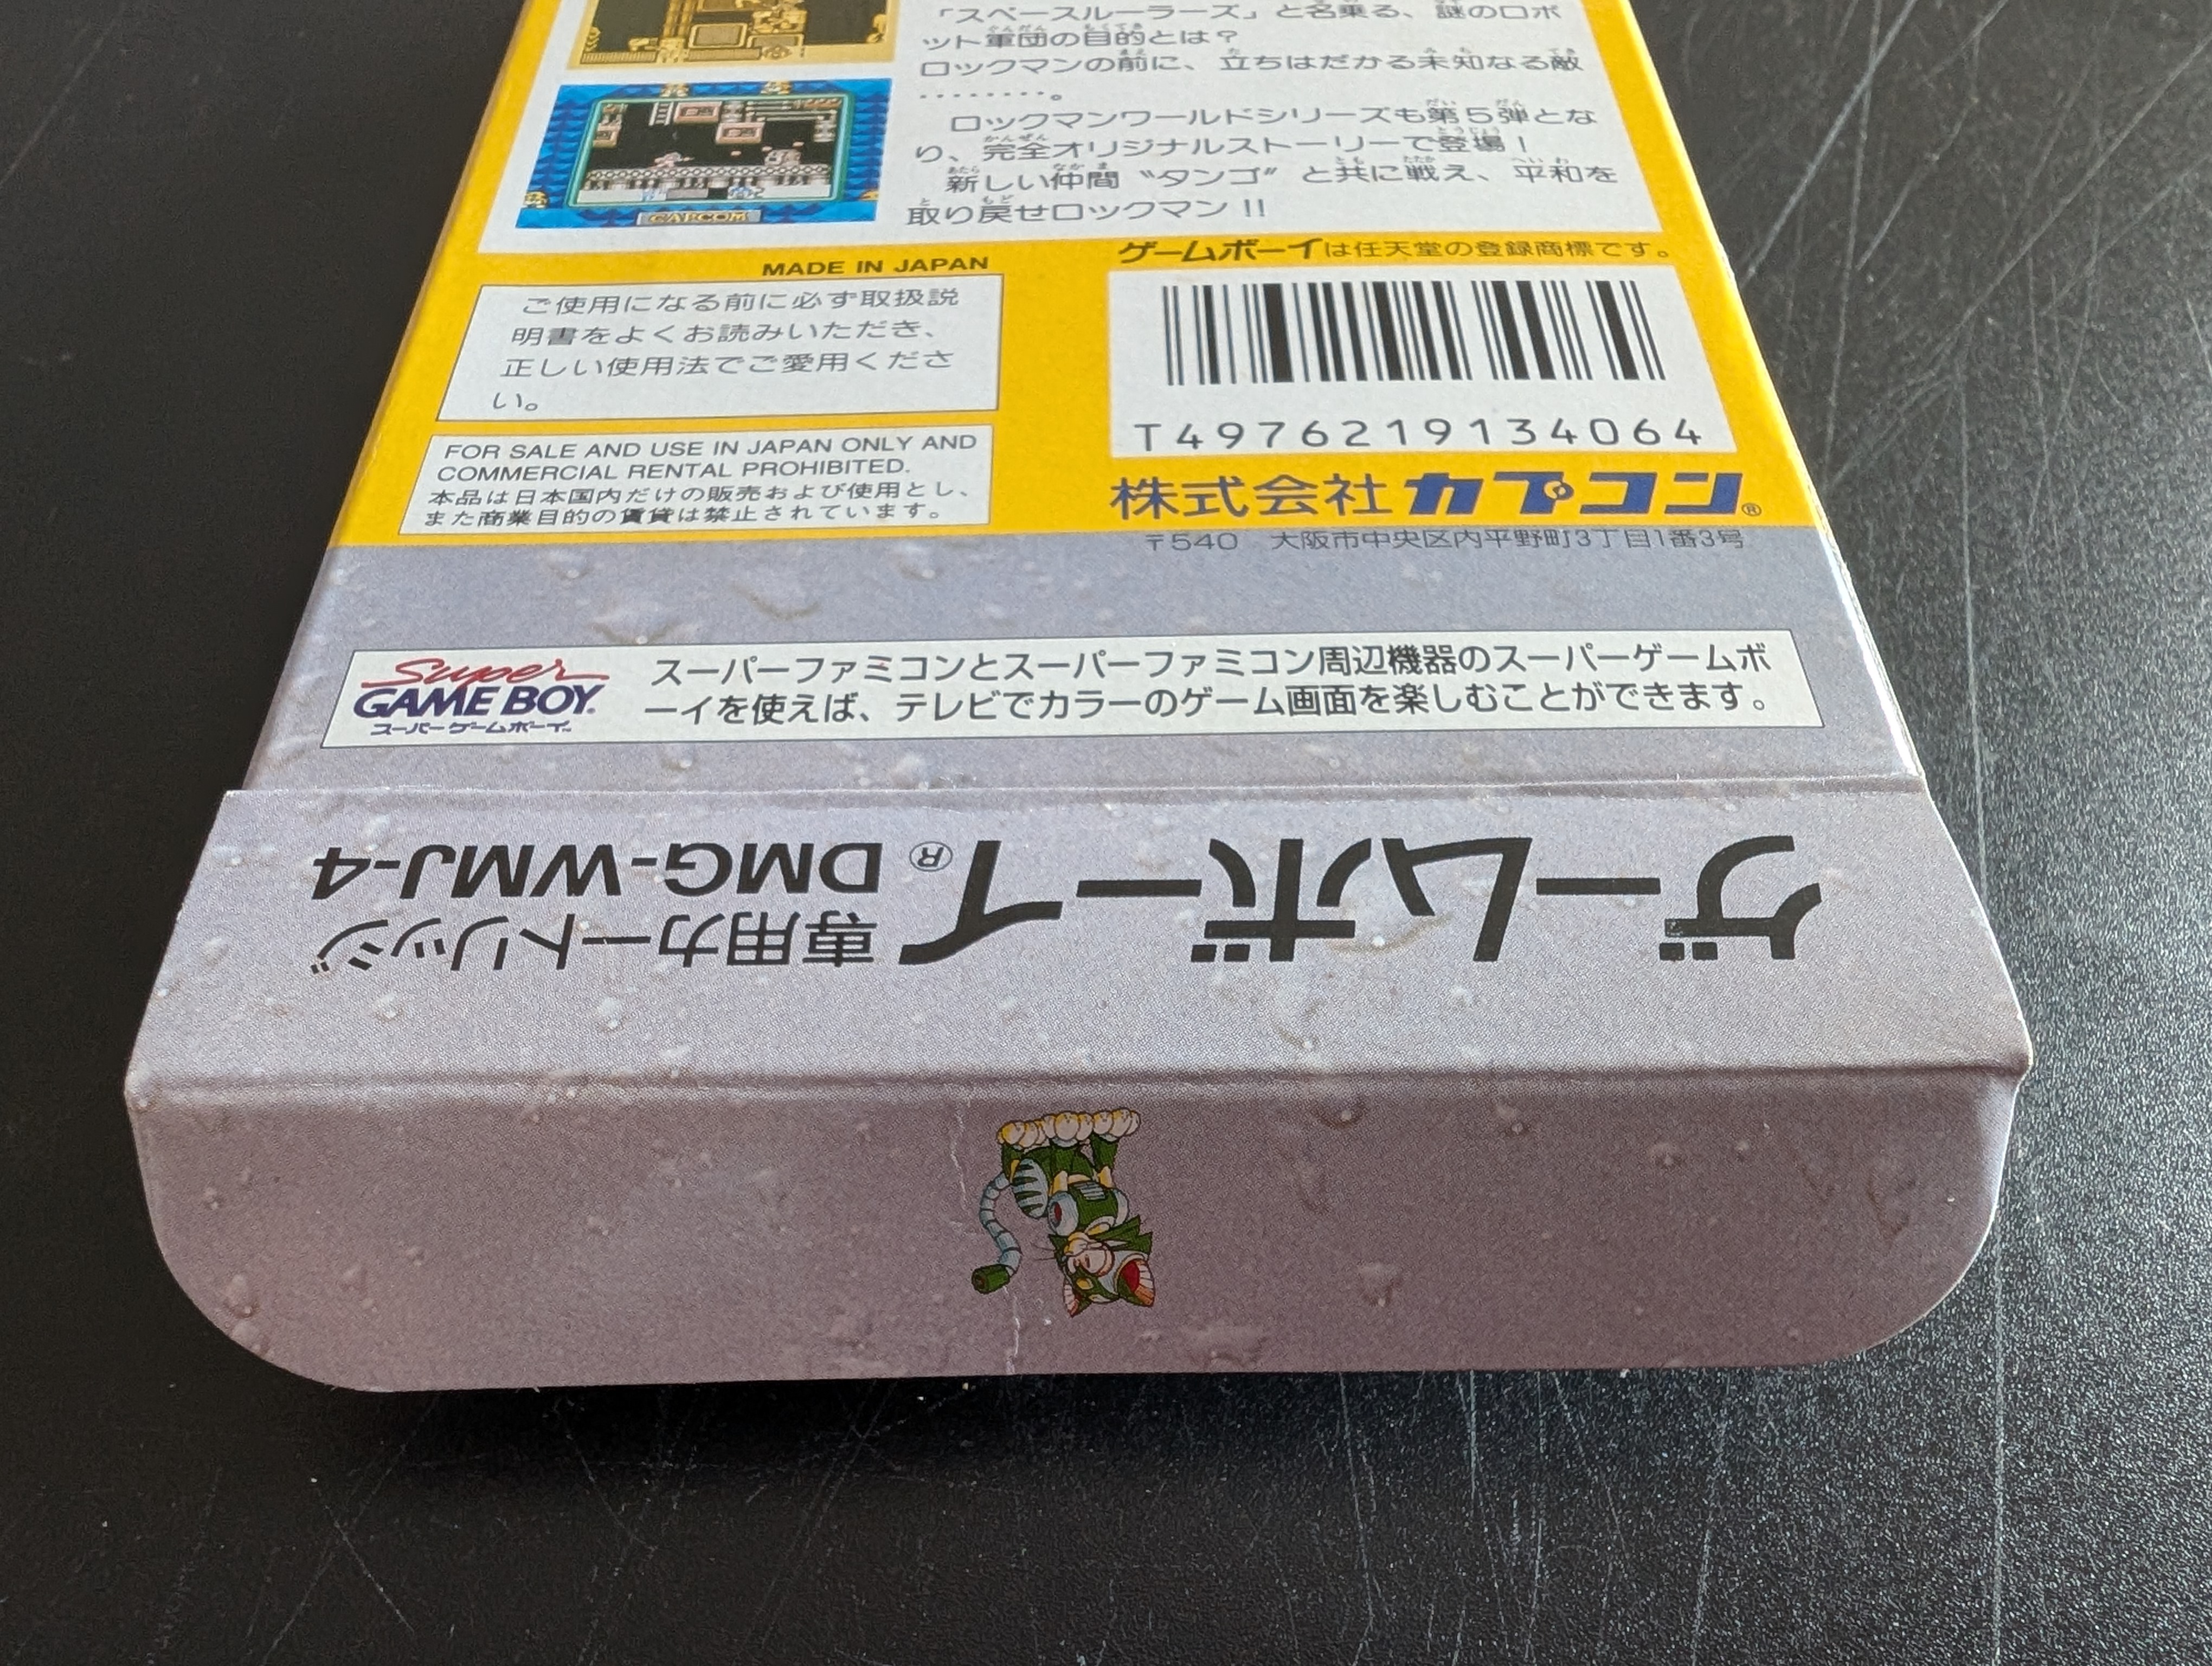 「スペースルーラーズ」と名乗る、謎のロボ
ット軍団の目的とは?
ロックマンの前に、立ちはだかる未知なる敵
………。
ロックマンワールドシリーズも第5弾とな
り、完全オリジナルストーリーで登場!
新しい仲間〝タンゴ〟と共に戦え、平和を
取り戻せロックマン!!
CAPCOM
MADE IN JAPAN
ゲームボーイは任天堂の登録商標です。
ご使用になる前に必ず取扱説
明書をよくお読みいただき、
正しい使用法でご愛用くださ
い。
FOR SALE AND USE IN JAPAN ONLY AND
COMMERCIAL RENTAL PROHIBITED.
本品は日本国内だけの販売および使用とし、
また商業目的の賃貸は禁止されています。
T4976219134064
株式会社カプコン®
〒540 大阪市中央区内平野町3丁目1番3号
Super
GAME BOY.
スーパーゲームボーイ™
スーパーファミコンとスーパーファミコン周辺機器のスーパーゲームボ
ーイを使えば、テレビでカラーのゲーム画面を楽しむことができます。
ゲームボーイ®
専用カートリッジ
DMG-WMJ-4